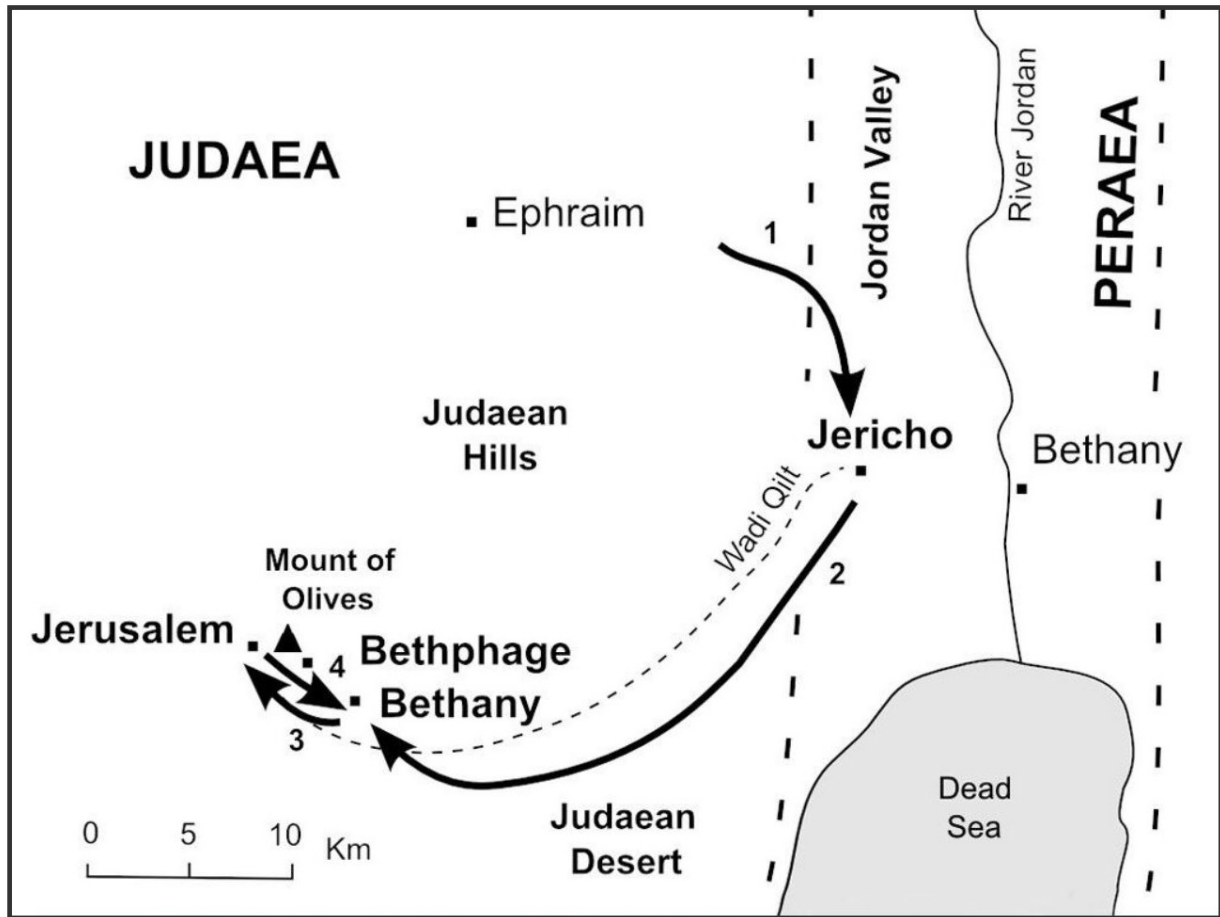 JUDAEA
Ephraim
1
Jordan Valley
River Jordan
PERAEA
Judaean
Hills
Jericho
Bethany
Wadi Qilt
2
Mount of
Olives
Jerusalem
4
Bethphage
Bethany
3
Judaean
Desert
Dead
Sea
0 5 10 Km